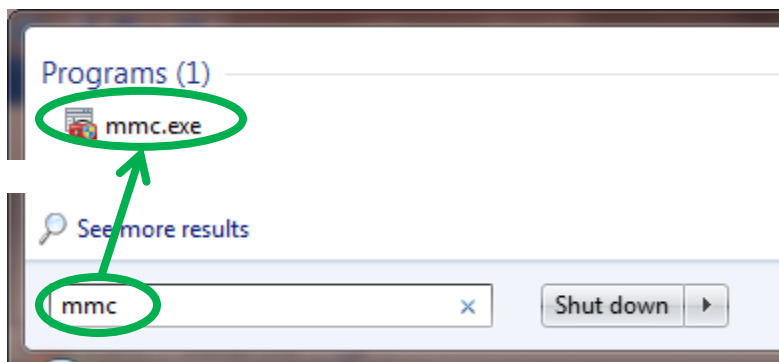 Programs (1)
mmc.exe
See more results
mmc
Shut down